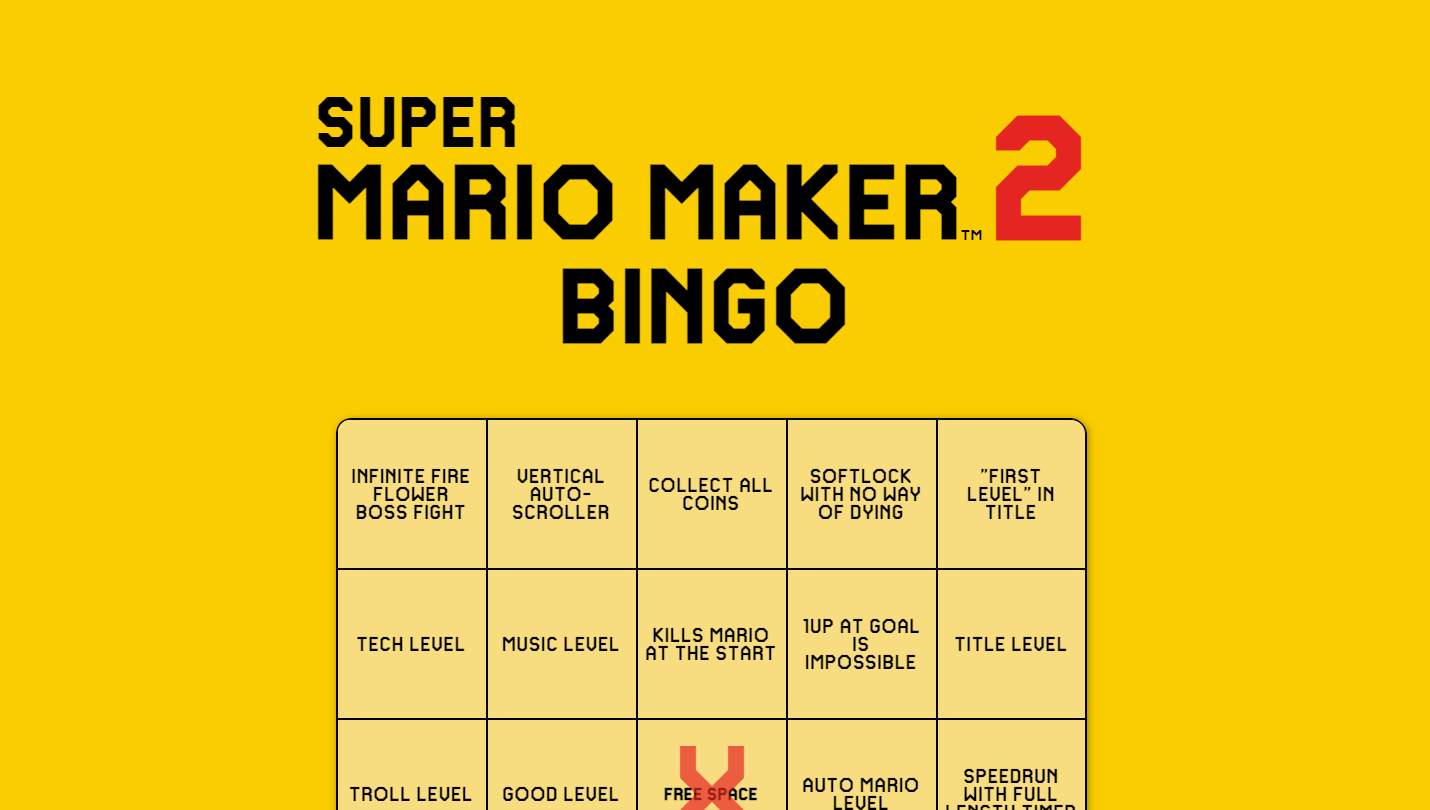 SUPER
MARIO MAKER™ 2
BINGO
INFINITE FIRE
FLOWER
BOSS FIGHT
VERTICAL
AUTO-
SCROLLER
COLLECT ALL
COINS
SOFTLOCK
WITH NO WAY
OF DYING
"FIRST
LEVEL" IN
TITLE
TECH LEVEL
MUSIC LEVEL
KILLS MARIO
AT THE START
1UP AT GOAL
IS
IMPOSSIBLE
TITLE LEVEL
TROLL LEVEL
GOOD LEVEL
FREE SPACE
X
AUTO MARIO
LEVEL
SPEEDRUN
WITH FULL
LENGTH TIMER